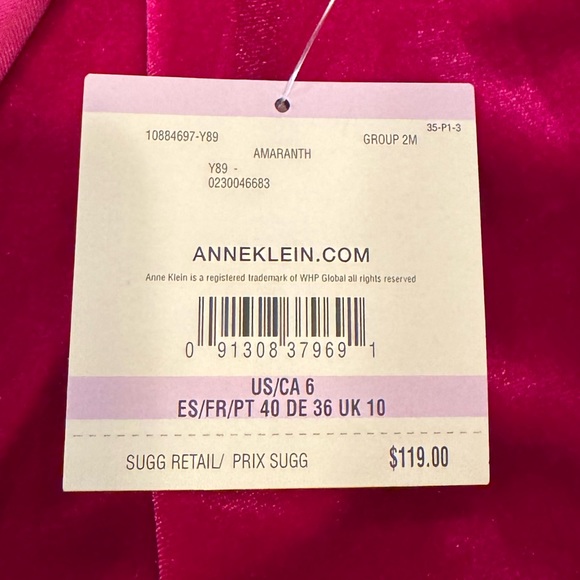 35-P1-3
10884697-Y89 GROUP 2M
AMARANTH
Y89 -
0230046683
ANNEKLEIN.COM
Anne Klein is a registered trademark of WHP Global all rights reserved
0 91308 37969 1
US/CA 6
ES/FR/PT 40 DE 36 UK 10
SUGG RETAIL/ PRIX SUGG $119.00